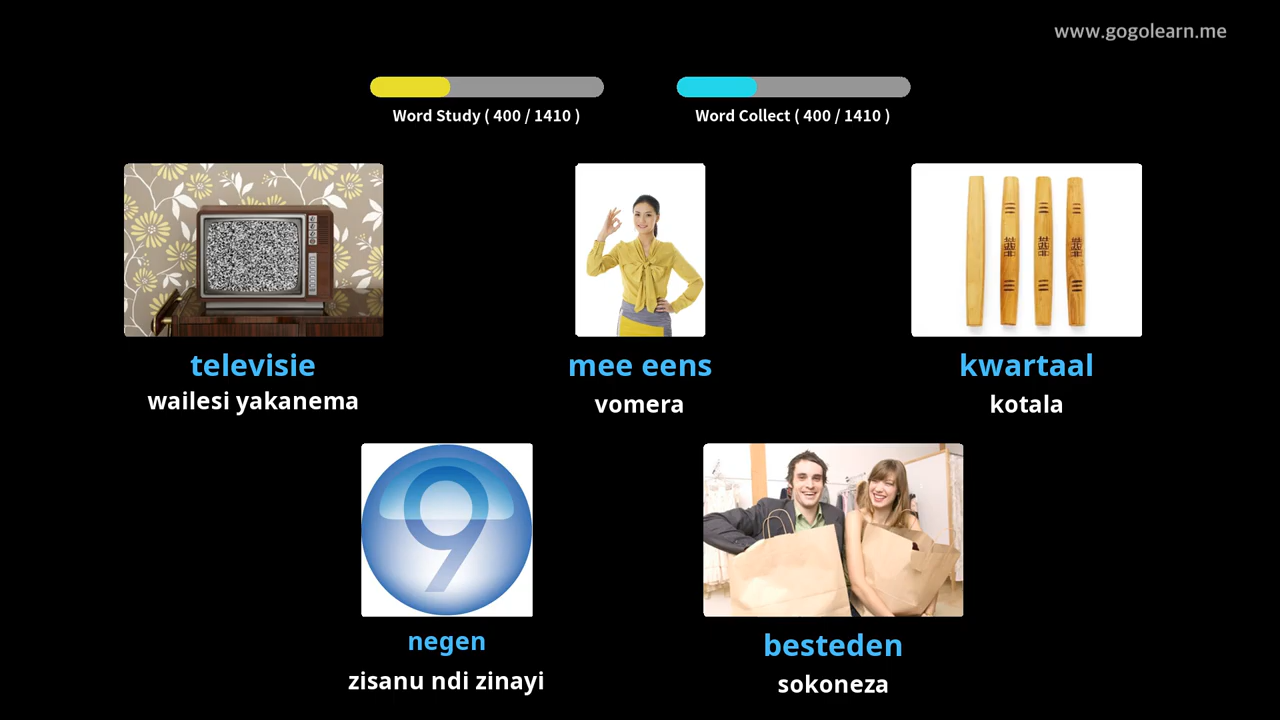 www.gogolearn.me
Word Study ( 400 / 1410 )
Word Collect ( 400 / 1410 )
televisie
wailesi yakanema
mee eens
vomera
kwartaal
kotala
9
negen
zisanu ndi zinayi
besteden
sokoneza